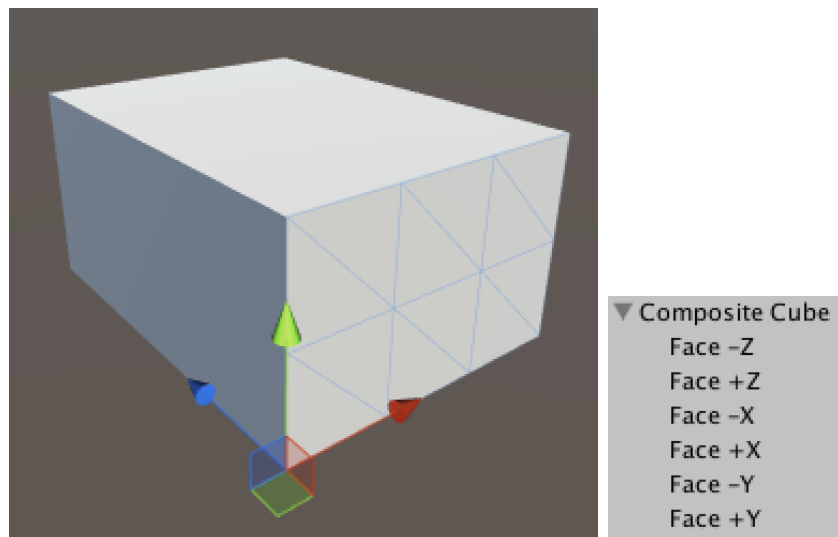 Composite Cube
Face -Z
Face +Z
Face -X
Face +X
Face -Y
Face +Y